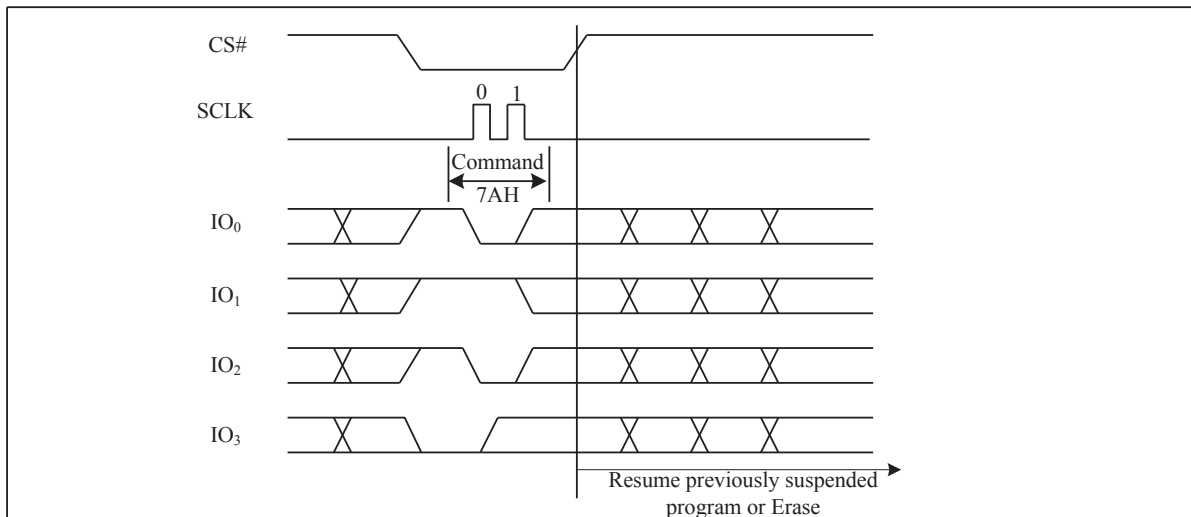 CS#
0 1
SCLK
Command
7AH
IO0
IO1
IO2
IO3
Resume previously suspended
program or Erase